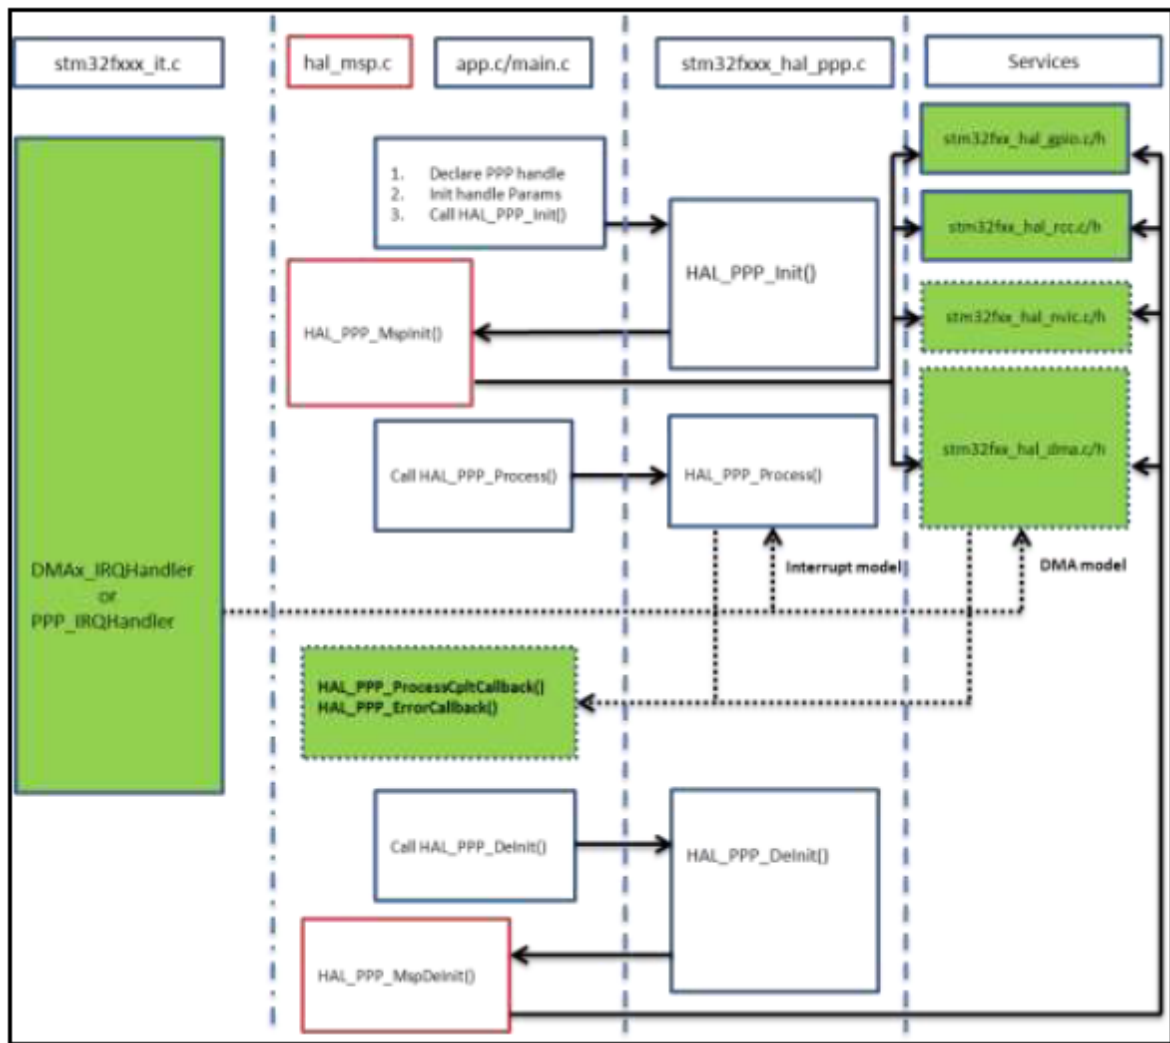 stm32fxxx_it.c
hal_msp.c
app.c/main.c
stm32fxxx_hal_ppp.c
Services
1. Declare PPP handle
2. Init handle Params
3. Call HAL_PPP_Init()
HAL_PPP_Init()
HAL_PPP_MspInit()
stm32fxx_hal_gpio.c/h
stm32fxx_hal_rcc.c/h
stm32fxx_hal_nvic.c/h
stm32fxx_hal_dma.c/h
Call HAL_PPP_Process()
HAL_PPP_Process()
Interrupt model
DMA model
DMAx_IRQHandler
or
PPP_IRQHandler
HAL_PPP_ProcessCpltCallback()
HAL_PPP_ErrorCallback()
Call HAL_PPP_DeInit()
HAL_PPP_DeInit()
HAL_PPP_MspDeInit()